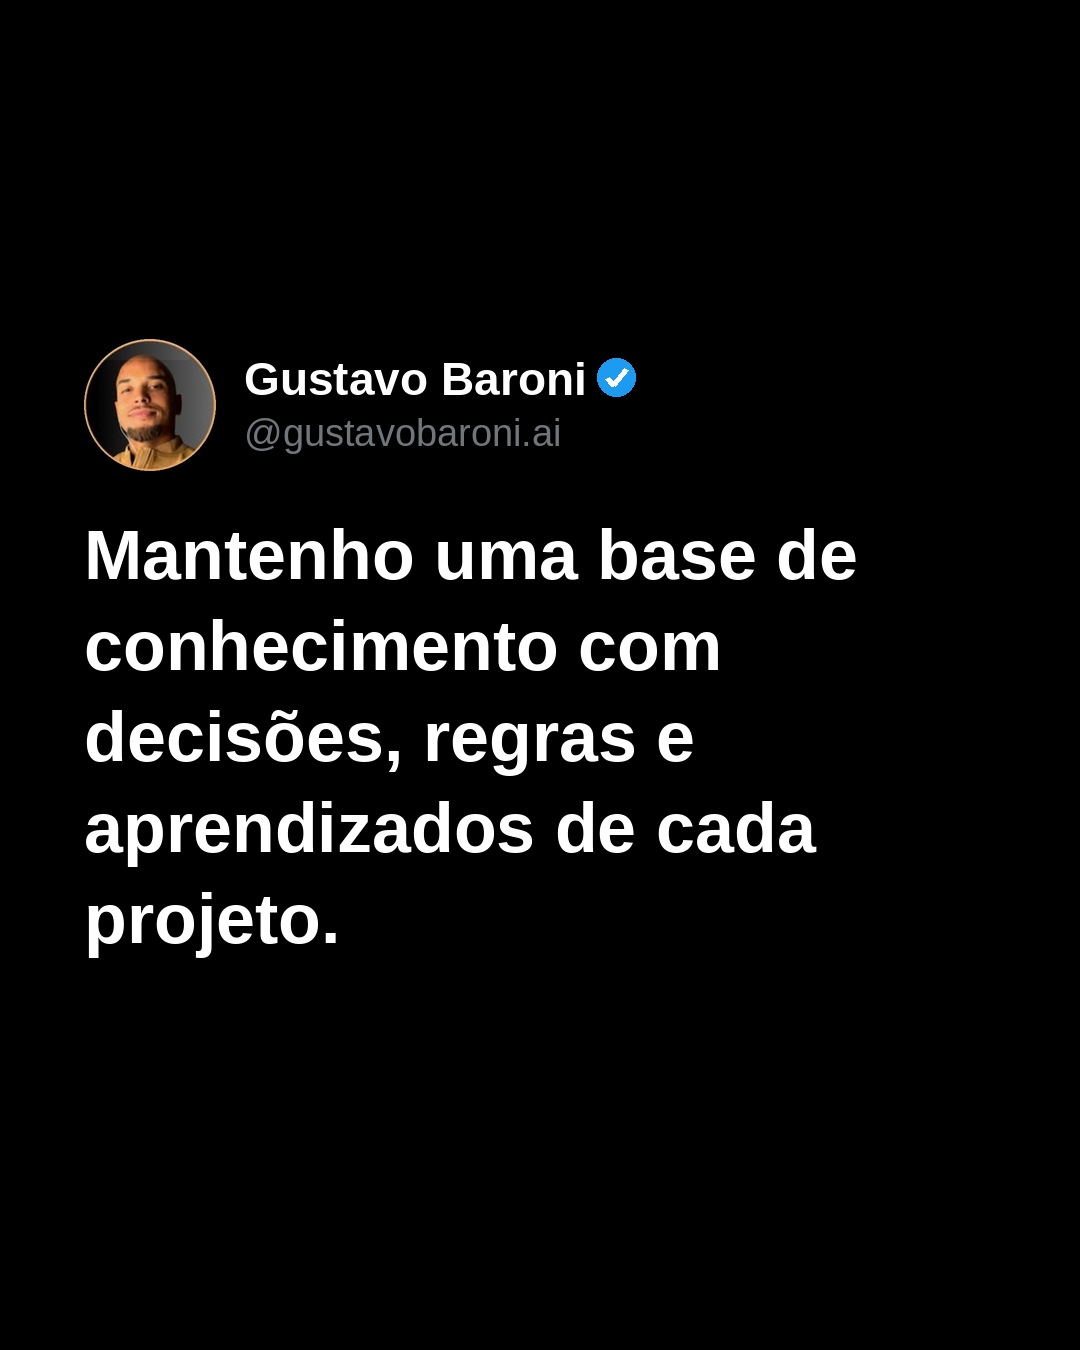 Gustavo Baroni
@gustavobaroni.ai
Mantenho uma base de
conhecimento com
decisões, regras e
aprendizados de cada
projeto.